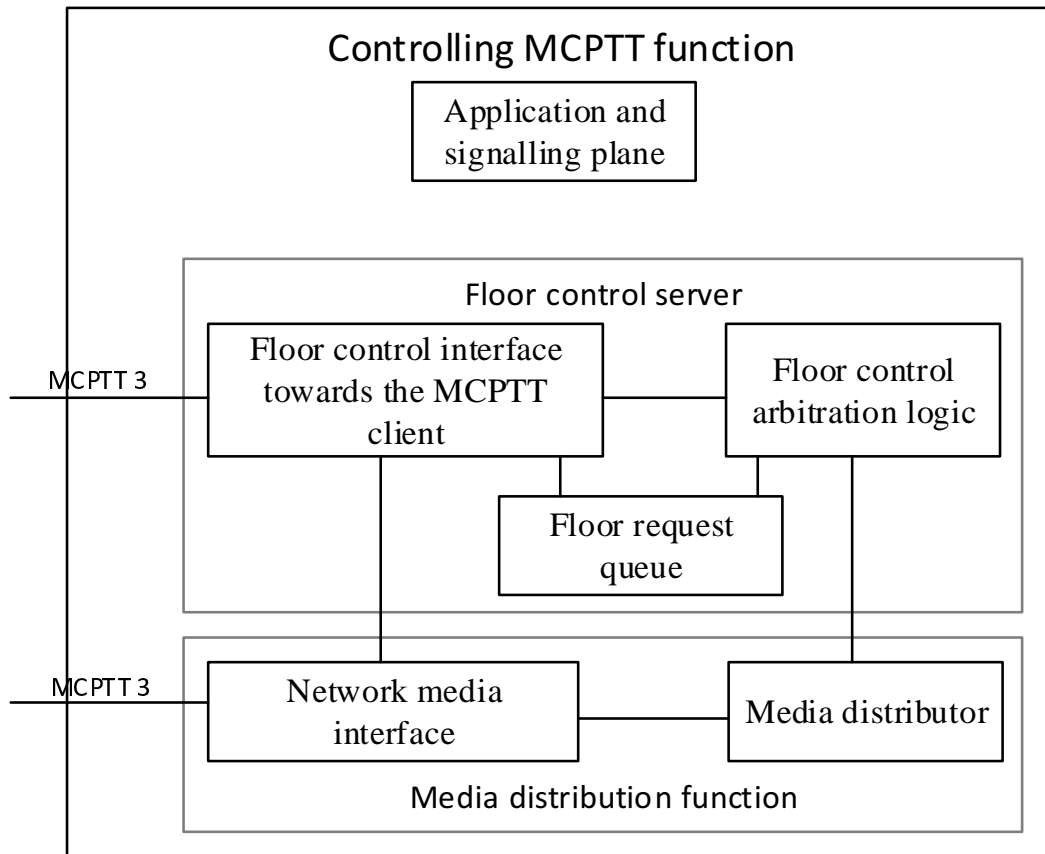 Controlling MCPTT function
Application and
signalling plane
Floor control server
Floor control interface
towards the MCPTT
client
Floor control
arbitration logic
MCPTT 3
Floor request
queue
MCPTT 3
Network media
interface
Media distributor
Media distribution function